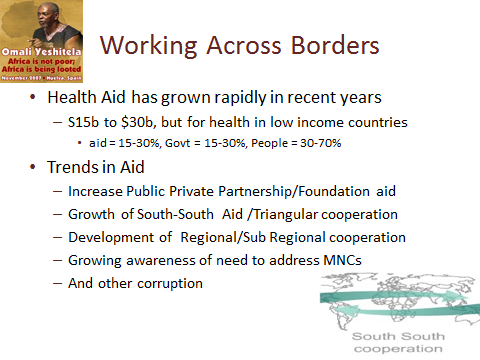 Omali Yeshitela
Africa is not poor;
Africa is being looted
November 2007 • Huelva, Spain
Working Across Borders
• Health Aid has grown rapidly in recent years
– S15b to $30b, but for health in low income countries
• aid = 15-30%, Govt = 15-30%, People = 30-70%
• Trends in Aid
– Increase Public Private Partnership/Foundation aid
– Growth of South-South Aid /Triangular cooperation
– Development of Regional/Sub Regional cooperation
– Growing awareness of need to address MNCs
– And other corruption
South South
cooperation